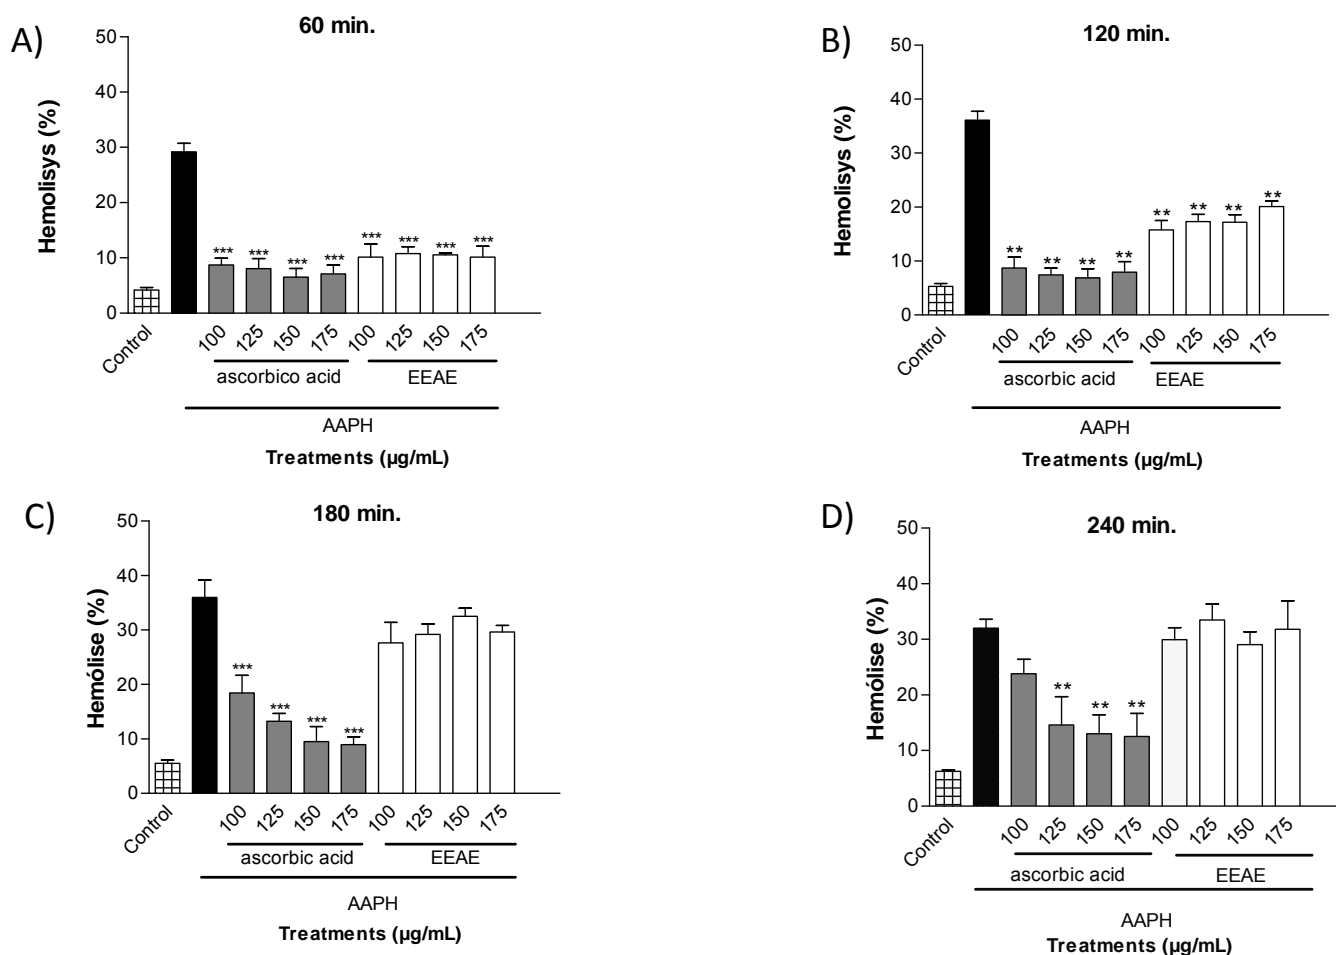 A)
60 min.
50
40
30
20
10
0
Hemolisys (%)
*** *** *** *** *** *** *** ***
Control 100 125 150 175 100 125 150 175
ascorbico acid EEAE
AAPH
Treatments (µg/mL)
B)
120 min.
50
40
30
20
10
0
Hemolisys (%)
** ** ** ** ** ** ** **
Control 100 125 150 175 100 125 150 175
ascorbic acid EEAE
AAPH
Treatments (µg/mL)
C)
180 min.
50
40
30
20
10
0
Hemólise (%)
*** *** *** ***
Control 100 125 150 175 100 125 150 175
ascorbic acid EEAE
AAPH
Treatments (µg/mL)
D)
240 min.
50
40
30
20
10
0
Hemólise (%)
** ** **
Control 100 125 150 175 100 125 150 175
ascorbic acid EEAE
AAPH
Treatments (µg/mL)